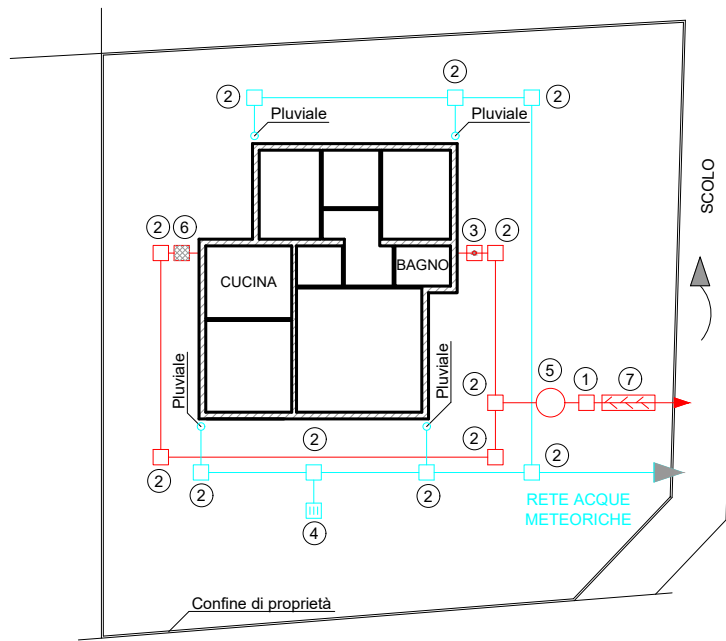 2
2
2
Pluviale
Pluviale
SCOLO
2
6
3
2
CUCINA
BAGNO
Pluviale
Pluviale
5
1
7
2
2
2
2
2
2
2
4
RETE ACQUE
METEORICHE
Confine di proprietà